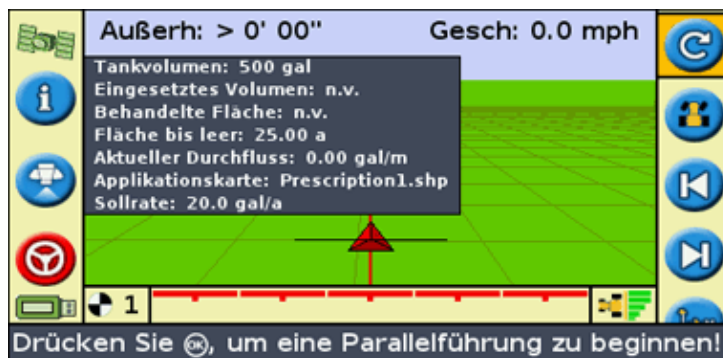 Außerh: > 0' 00" Gesch: 0.0 mph
Tankvolumen: 500 gal
Eingesetztes Volumen: n.v.
Behandelte Fläche: n.v.
Fläche bis leer: 25.00 a
Aktueller Durchfluss: 0.00 gal/m
Applikationskarte: Prescription1.shp
Sollrate: 20.0 gal/a
1
Drücken Sie OK, um eine Parallelführung zu beginnen!